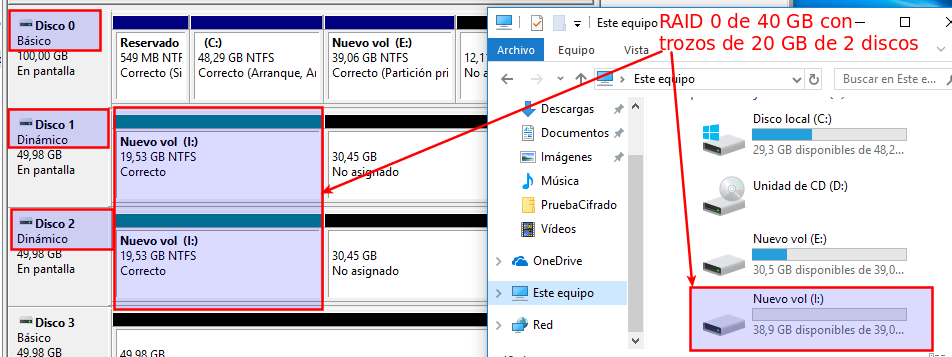 Disco 0
Básico
100,00 GB
En pantalla
Reservado
549 MB NTF
Correcto (Si
(C:)
48,29 GB NTFS
Correcto (Arranque, Ar
Nuevo vol (E:)
39,06 GB NTFS
Correcto (Partición pri
12,1
Disco 1
Dinámico
49,98 GB
En pantalla
Nuevo vol (I:)
19,53 GB NTFS
Correcto
30,45 GB
No asignado
Disco 2
Dinámico
49,98 GB
En pantalla
Nuevo vol (I:)
19,53 GB NTFS
Correcto
30,45 GB
No asignado
Disco 3
Básico
49,98 GB
49,98 GB
Este equipo
RAID 0 de 40 GB con
trozos de 20 GB de 2 discos
Archivo
Equipo
Vista
Este equipo
Buscar en Este e...
Descargas
Documentos
Imágenes
Música
PruebaCifrado
Vídeos
OneDrive
Este equipo
Red
Disco local (C:)
29,3 GB disponibles de 48,2...
Unidad de CD (D:)
Nuevo vol (E:)
30,5 GB disponibles de 39,0...
Nuevo vol (I:)
38,9 GB disponibles de 39,0...